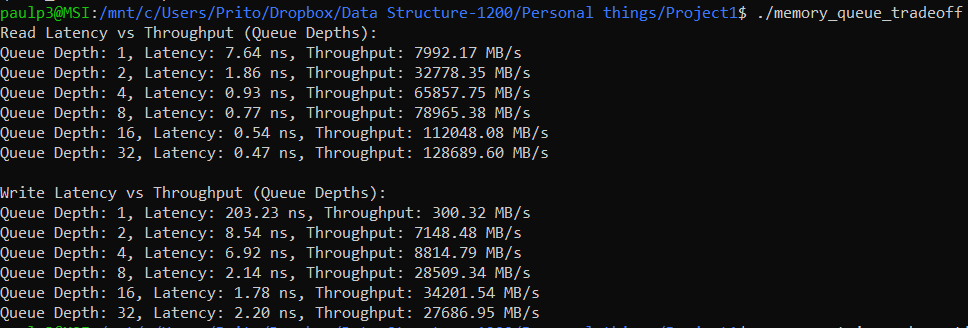 paulp3@MSI:/mnt/c/Users/Prito/Dropbox/Data Structure-1200/Personal things/Project1$ ./memory_queue_tradeoff
Read Latency vs Throughput (Queue Depths):
Queue Depth: 1, Latency: 7.64 ns, Throughput: 7992.17 MB/s
Queue Depth: 2, Latency: 1.86 ns, Throughput: 32778.35 MB/s
Queue Depth: 4, Latency: 0.93 ns, Throughput: 65857.75 MB/s
Queue Depth: 8, Latency: 0.77 ns, Throughput: 78965.38 MB/s
Queue Depth: 16, Latency: 0.54 ns, Throughput: 112048.08 MB/s
Queue Depth: 32, Latency: 0.47 ns, Throughput: 128689.60 MB/s
Write Latency vs Throughput (Queue Depths):
Queue Depth: 1, Latency: 203.23 ns, Throughput: 300.32 MB/s
Queue Depth: 2, Latency: 8.54 ns, Throughput: 7148.48 MB/s
Queue Depth: 4, Latency: 6.92 ns, Throughput: 8814.79 MB/s
Queue Depth: 8, Latency: 2.14 ns, Throughput: 28509.34 MB/s
Queue Depth: 16, Latency: 1.78 ns, Throughput: 34201.54 MB/s
Queue Depth: 32, Latency: 2.20 ns, Throughput: 27686.95 MB/s